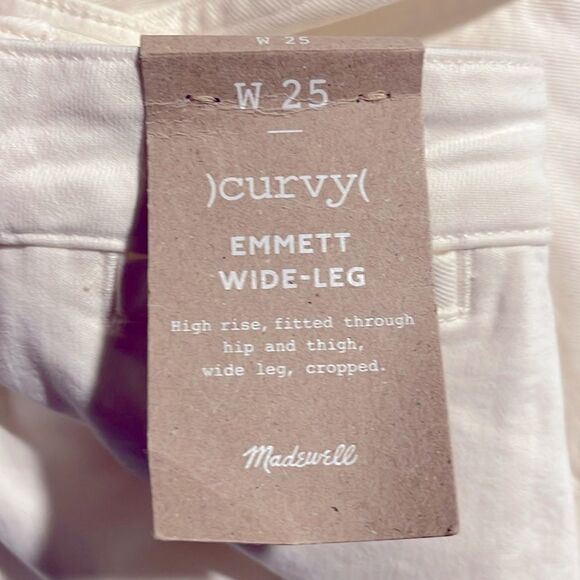 W 25
W 25
)curvy(
EMMETT
WIDE-LEG
High rise, fitted through
hip and thigh,
wide leg, cropped.
Madewell